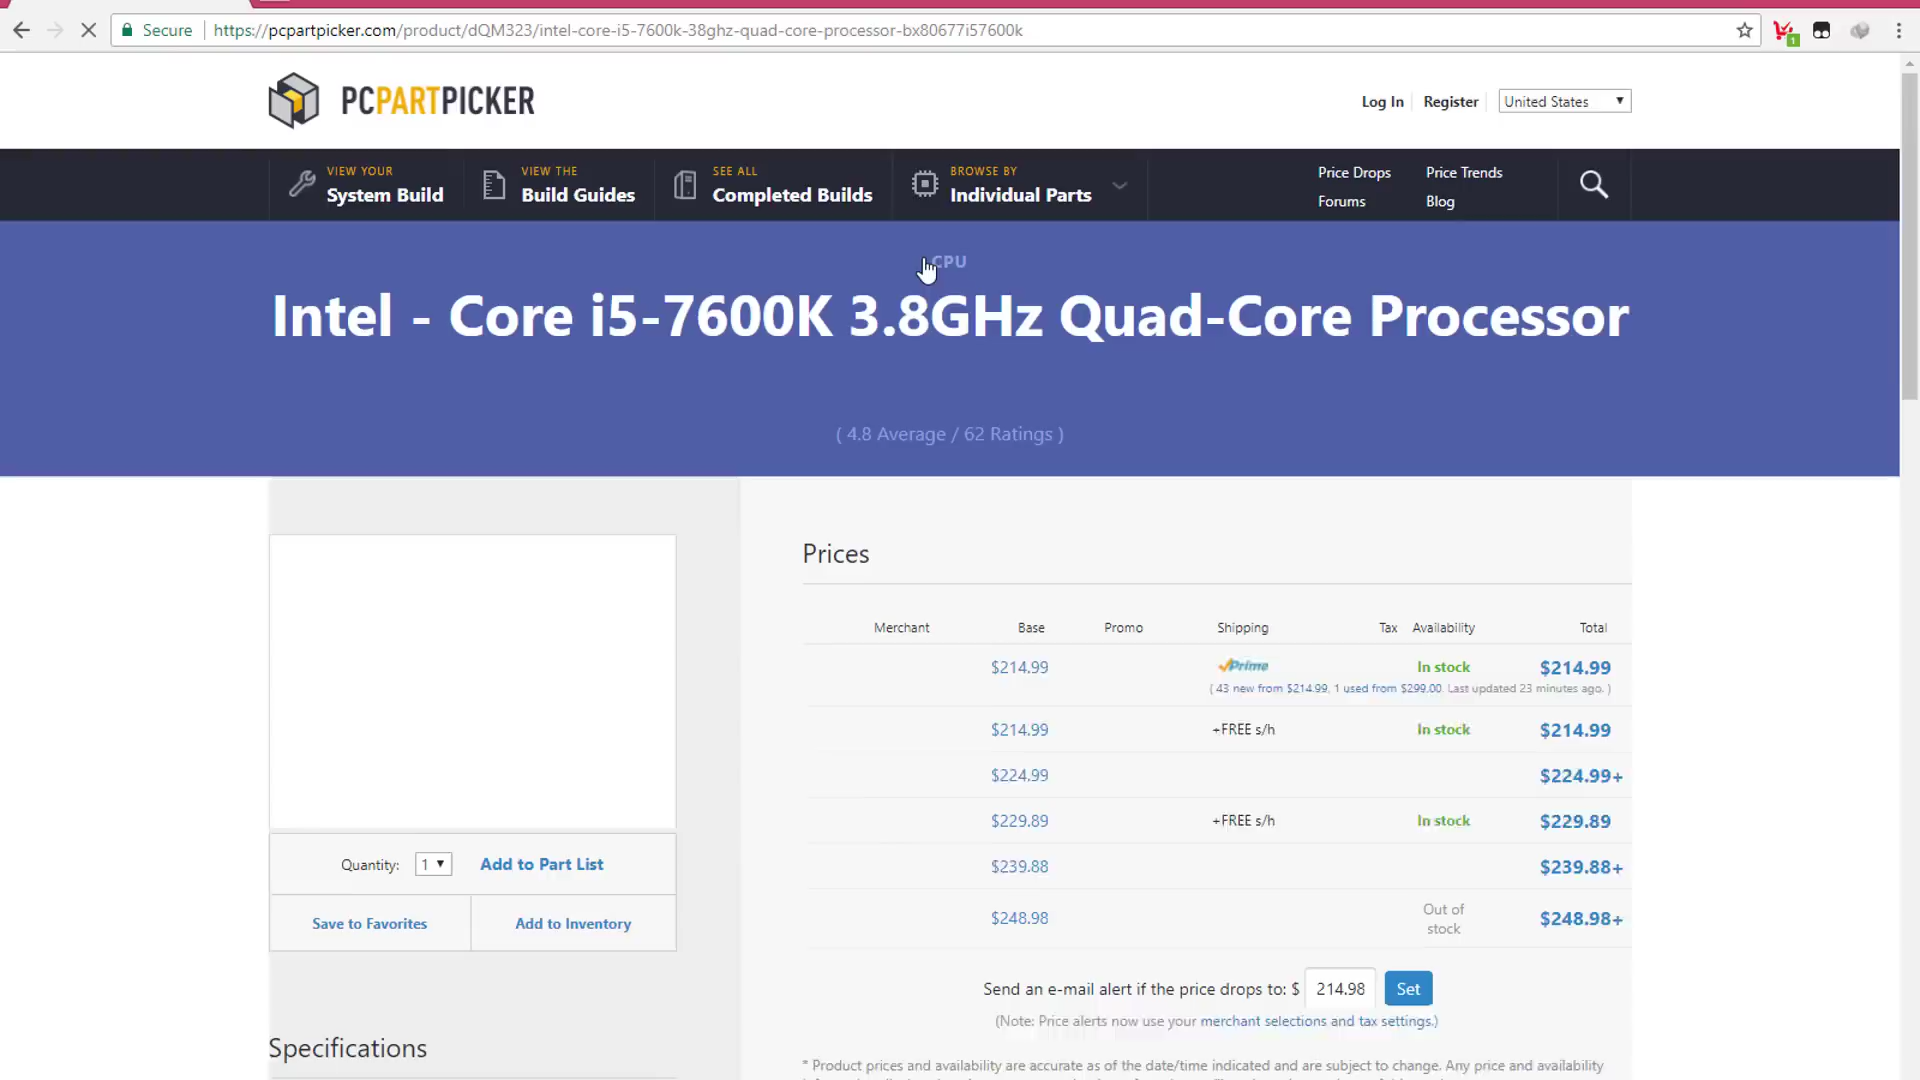 Secure https://pcpartpicker.com/product/dQM323/intel-core-i5-7600k-38ghz-quad-core-processor-bx80677i57600k
1
PCPARTPICKER
Log In Register United States
VIEW YOUR
System Build
VIEW THE
Build Guides
SEE ALL
Completed Builds
BROWSE BY
Individual Parts
Price Drops Price Trends
Forums Blog
CPU
Intel - Core i5-7600K 3.8GHz Quad-Core Processor
( 4.8 Average / 62 Ratings )
Prices
Merchant Base Promo Shipping Tax Availability Total
$214.99 Prime In stock $214.99
( 43 new from $214.99, 1 used from $299.00. Last updated 23 minutes ago. )
$214.99 +FREE s/h In stock $214.99
$224.99 $224.99+
$229.89 +FREE s/h In stock $229.89
$239.88 $239.88+
$248.98 Out of stock $248.98+
Quantity: 1 Add to Part List
Save to Favorites Add to Inventory
Send an e-mail alert if the price drops to: $ 214.98 Set
(Note: Price alerts now use your merchant selections and tax settings.)
Specifications
* Product prices and availability are accurate as of the date/time indicated and are subject to change. Any price and availability